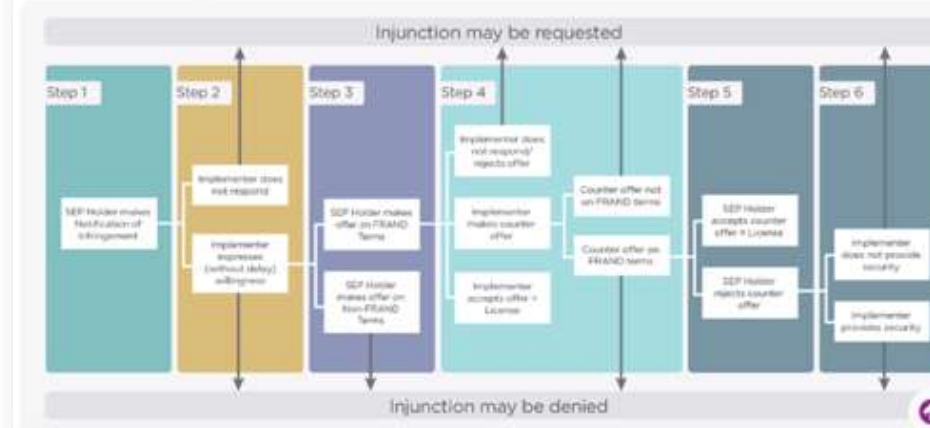 Injunction may be requested
Step 1
Step 2
Step 3
Step 4
Step 5
Step 6
SEP Holder makes
Notification of
Infringement
Implementer does
not respond
Implementer
expresses
(without delay)
willingness
SEP Holder makes
offer on FRAND
Terms
SEP Holder
makes offer on
Non-FRAND
Terms
Implementer does
not respond/
rejects offer
Implementer
makes counter
offer
Implementer
accepts offer =
License
Counter offer not
on FRAND terms
Counter offer on
FRAND terms
SEP Holder
accepts counter
offer = License
SEP Holder
rejects counter
offer
Implementer
does not provide
security
Implementer
provides security
Injunction may be denied